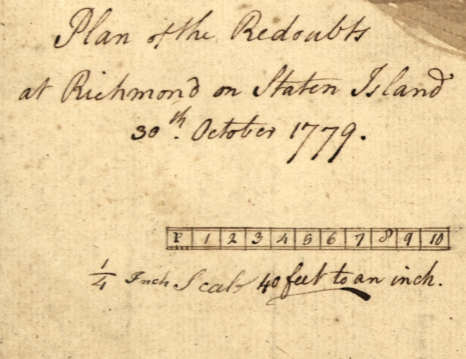 Plan of the Redoubts
at Richmond on Staten Island
30th. October 1779.
P 1 2 3 4 5 6 7 8 9 10
1/4 Inch Scale 40 feet to an inch.